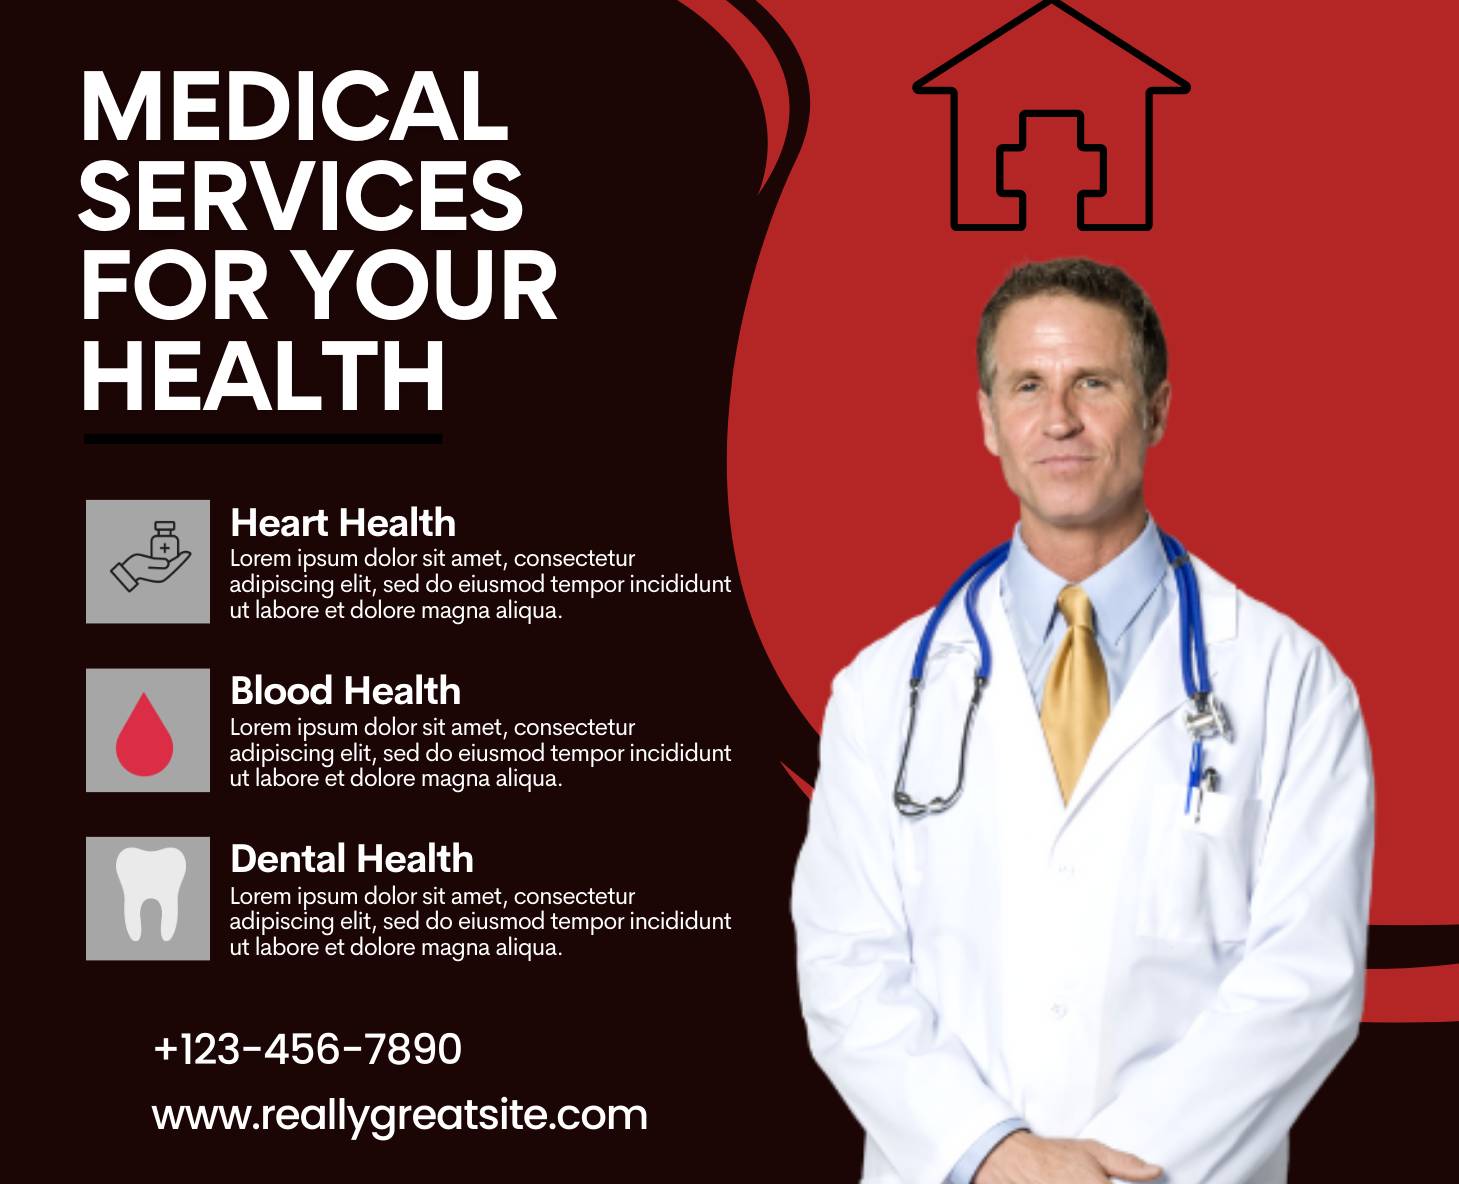 MEDICAL
SERVICES
FOR YOUR
HEALTH
Heart Health
Lorem ipsum dolor sit amet, consectetur
adipiscing elit, sed do eiusmod tempor incididunt
ut labore et dolore magna aliqua.
Blood Health
Lorem ipsum dolor sit amet, consectetur
adipiscing elit, sed do eiusmod tempor incididunt
ut labore et dolore magna aliqua.
Dental Health
Lorem ipsum dolor sit amet, consectetur
adipiscing elit, sed do eiusmod tempor incididunt
ut labore et dolore magna aliqua.
+123-456-7890
www.reallygreatsite.com